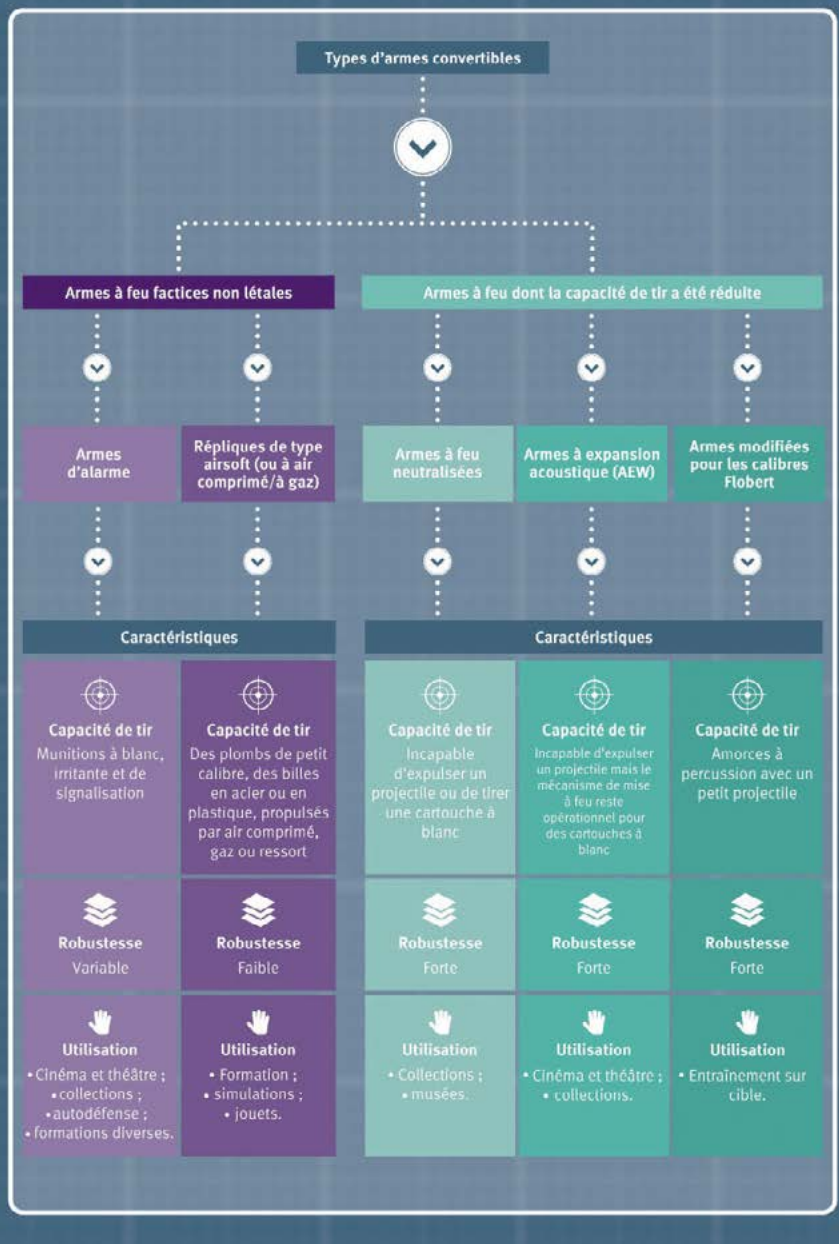 Types d'armes convertibles
Armes à feu factices non létales
Armes à feu dont la capacité de tir a été réduite
Armes
d'alarme
Répliques de type
airsoft (ou à air
comprimé/à gaz)
Armes à feu
neutralisées
Armes à expansion
acoustique (AEW)
Armes modifiées
pour les calibres
Flobert
Caractéristiques
Caractéristiques
Capacité de tir
Munitions à blanc,
irritante et de
signalisation
Capacité de tir
Des plombs de petit
calibre, des billes
en acier ou en
plastique, propulsés
par air comprimé,
gaz ou ressort
Capacité de tir
Incapable
d'expulser un
projectile ou de tirer
une cartouche à
blanc
Capacité de tir
Incapable d'expulser
un projectile mais le
mécanisme de mise
à feu reste
opérationnel pour
des cartouches à
blanc
Capacité de tir
Amorces à
percussion avec un
petit projectile
Robustesse
Variable
Robustesse
Faible
Robustesse
Forte
Robustesse
Forte
Robustesse
Forte
Utilisation
• Cinéma et théâtre ;
• collections ;
• autodéfense ;
• formations diverses.
Utilisation
• Formation ;
• simulations ;
• jouets.
Utilisation
• Collections ;
• musées.
Utilisation
• Cinéma et théâtre ;
• collections.
Utilisation
• Entraînement sur
cible.